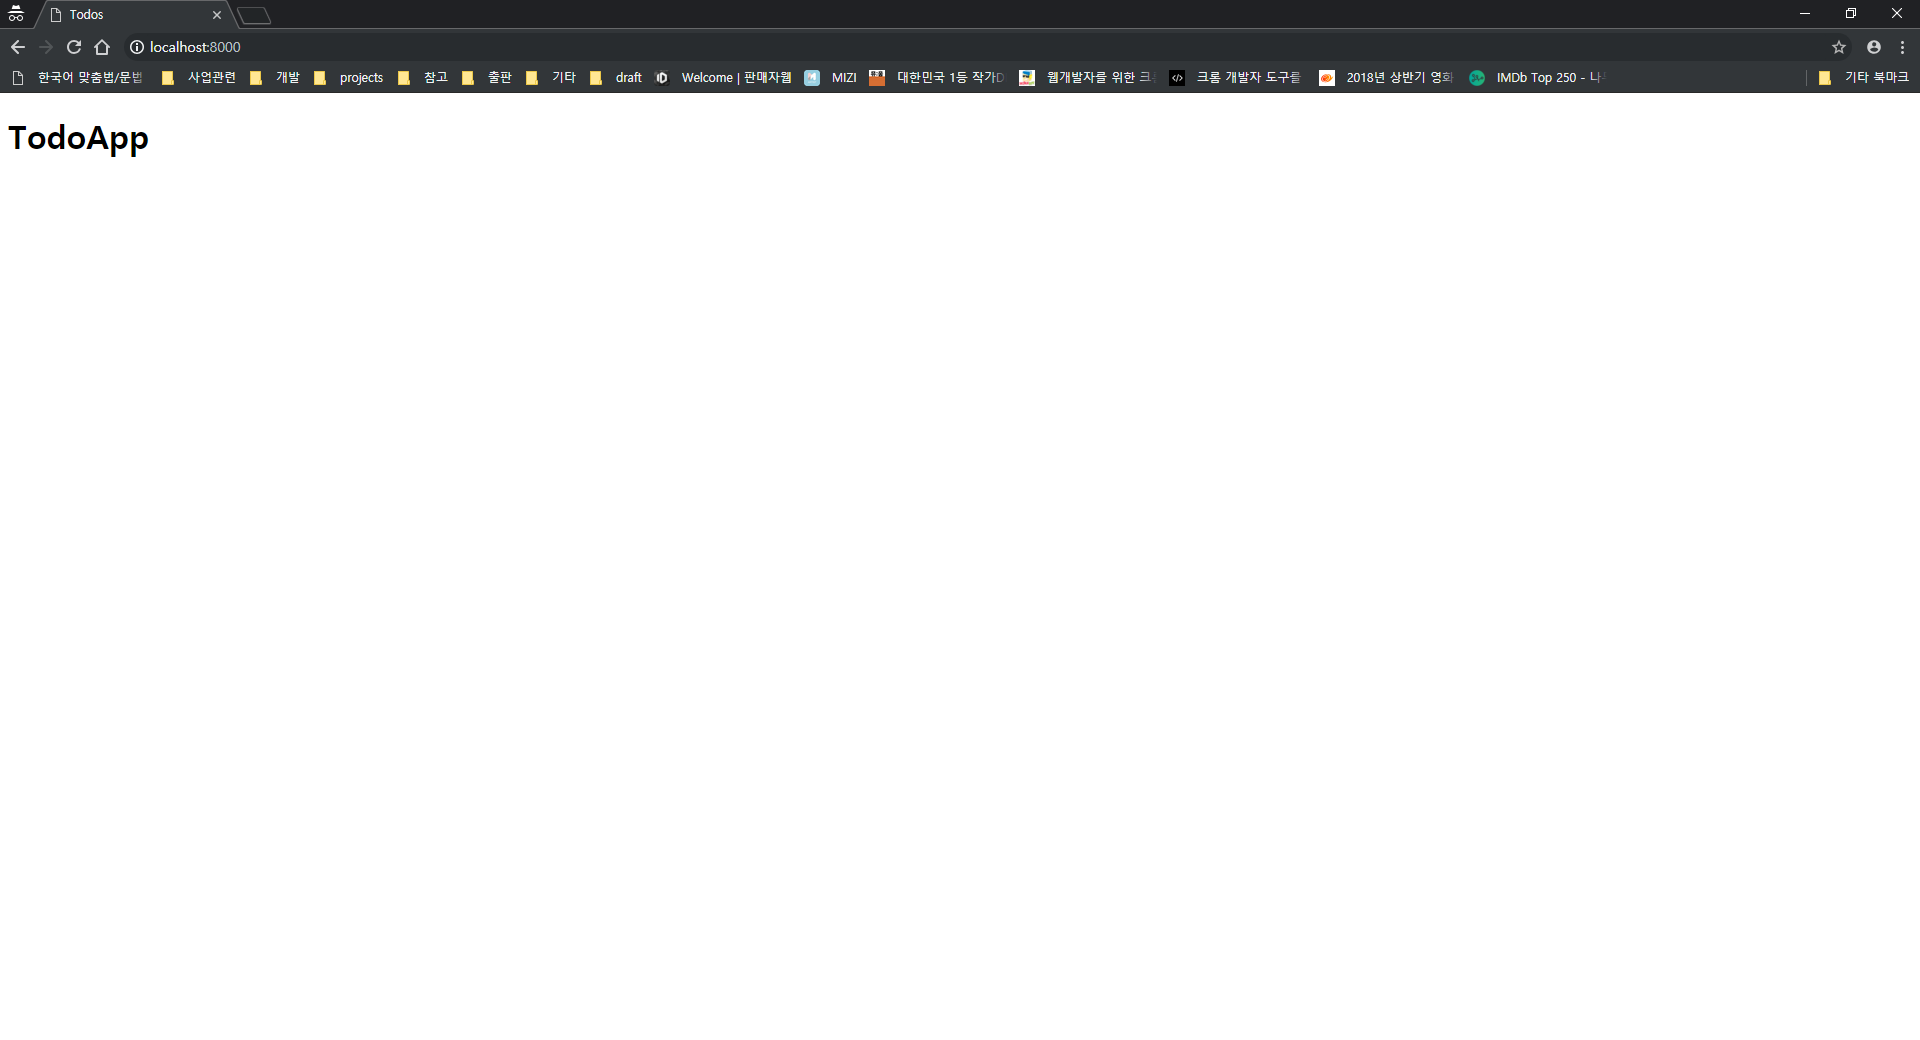 Todos
localhost:8000
한국어 맞춤법/문법 사업관련 개발 projects 참고 출판 기타 draft Welcome | 판매자웹 MIZI 대한민국 1등 작가 웹개발자를 위한 크롬 개발자 도구를 2018년 상반기 영화 IMDb Top 250 - 기타 북마크
TodoApp